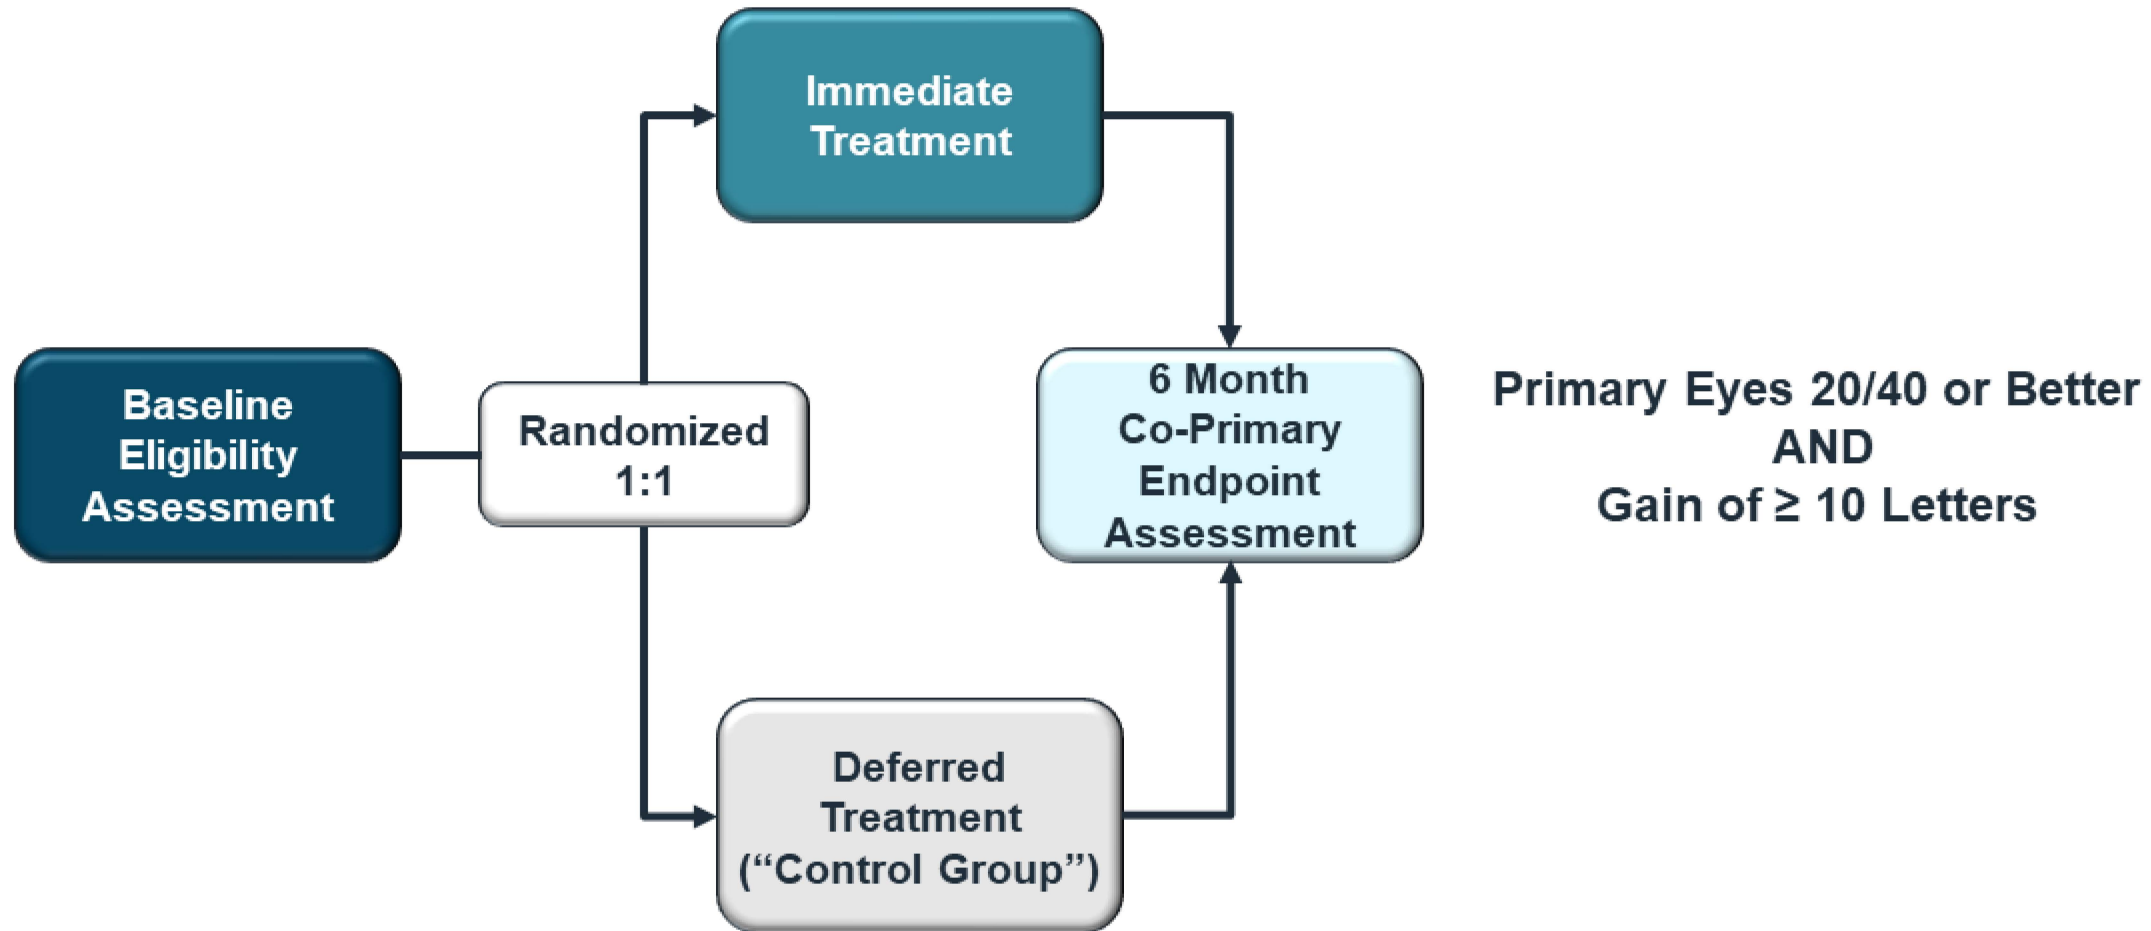 Immediate
Treatment
Baseline
Eligibility
Assessment
Randomized
1:1
6 Month
Co-Primary
Endpoint
Assessment
Primary Eyes 20/40 or Better
AND
Gain of ≥ 10 Letters
Deferred
Treatment
(“Control Group”)